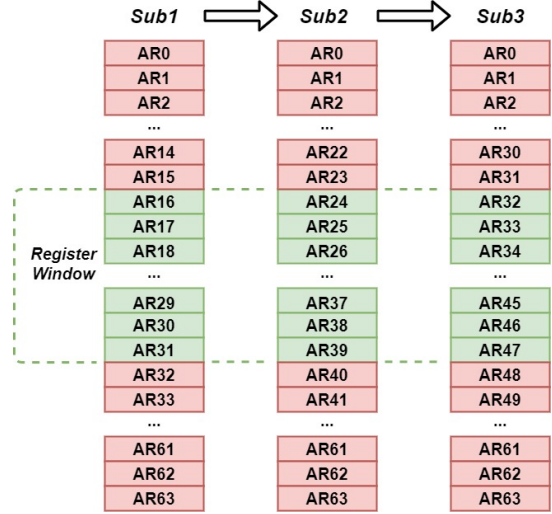 Sub1 Sub2 Sub3
AR0 AR0 AR0
AR1 AR1 AR1
AR2 AR2 AR2
... ... ...
AR14 AR22 AR30
AR15 AR23 AR31
AR16 AR24 AR32
AR17 AR25 AR33
AR18 AR26 AR34
Register
Window
... ... ...
AR29 AR37 AR45
AR30 AR38 AR46
AR31 AR39 AR47
AR32 AR40 AR48
AR33 AR41 AR49
... ... ...
AR61 AR61 AR61
AR62 AR62 AR62
AR63 AR63 AR63